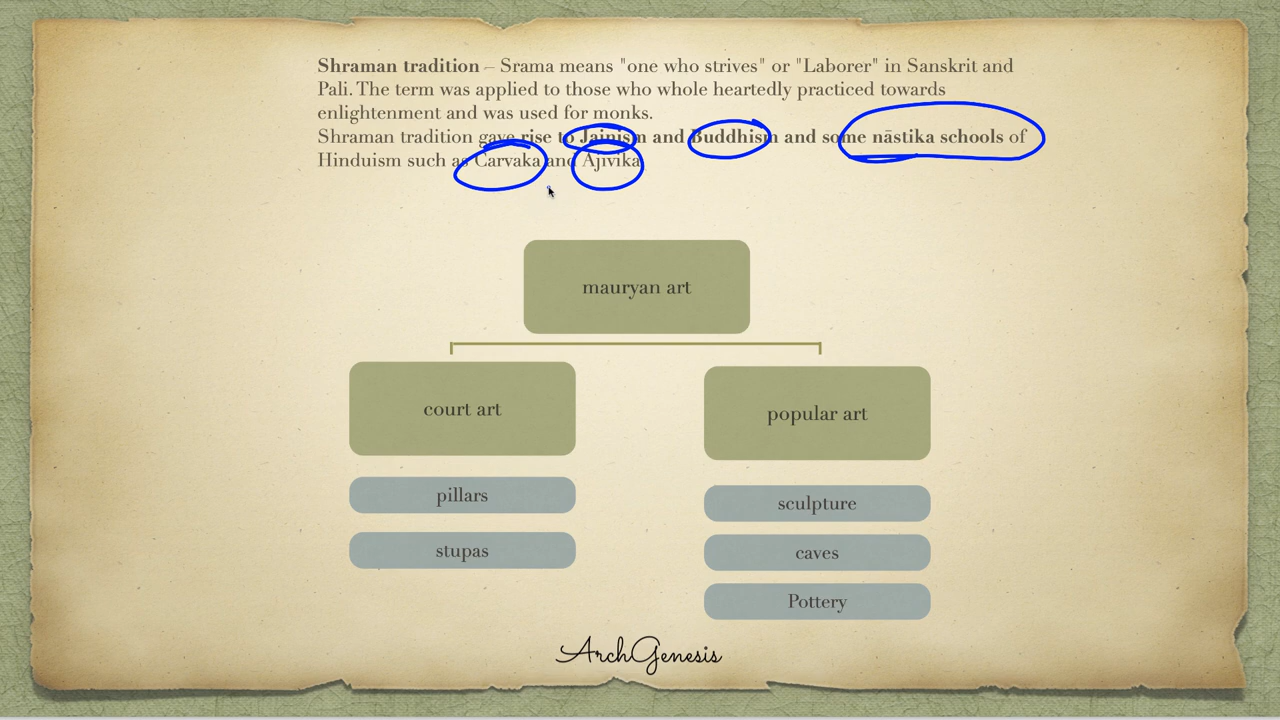 Shraman tradition – Srama means "one who strives" or "Laborer" in Sanskrit and
Pali. The term was applied to those who whole heartedly practiced towards
enlightenment and was used for monks.
Shraman tradition gave rise to Jainism and Buddhism and some nāstika schools of
Hinduism such as Carvaka and Ajivika
mauryan art
court art
popular art
pillars
stupas
sculpture
caves
Pottery
ArchGenesis